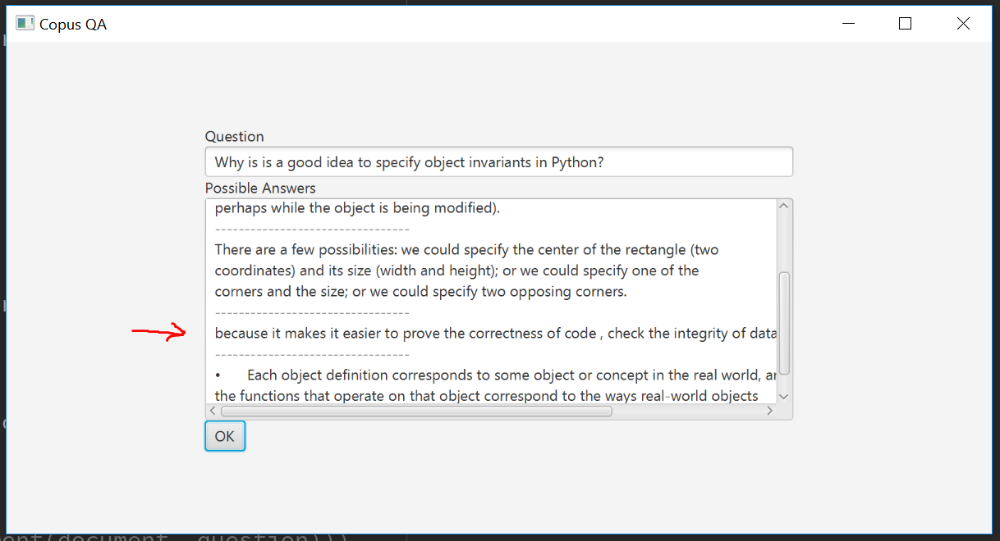 Copus QA
Question
Why is is a good idea to specify object invariants in Python?
Possible Answers
perhaps while the object is being modified).
---------------------------------
There are a few possibilities: we could specify the center of the rectangle (two
coordinates) and its size (width and height); or we could specify one of the
corners and the size; or we could specify two opposing corners.
---------------------------------
because it makes it easier to prove the correctness of code , check the integrity of data
---------------------------------
• Each object definition corresponds to some object or concept in the real world,
the functions that operate on that object correspond to the ways real-world objects
OK
ment(document, question)))